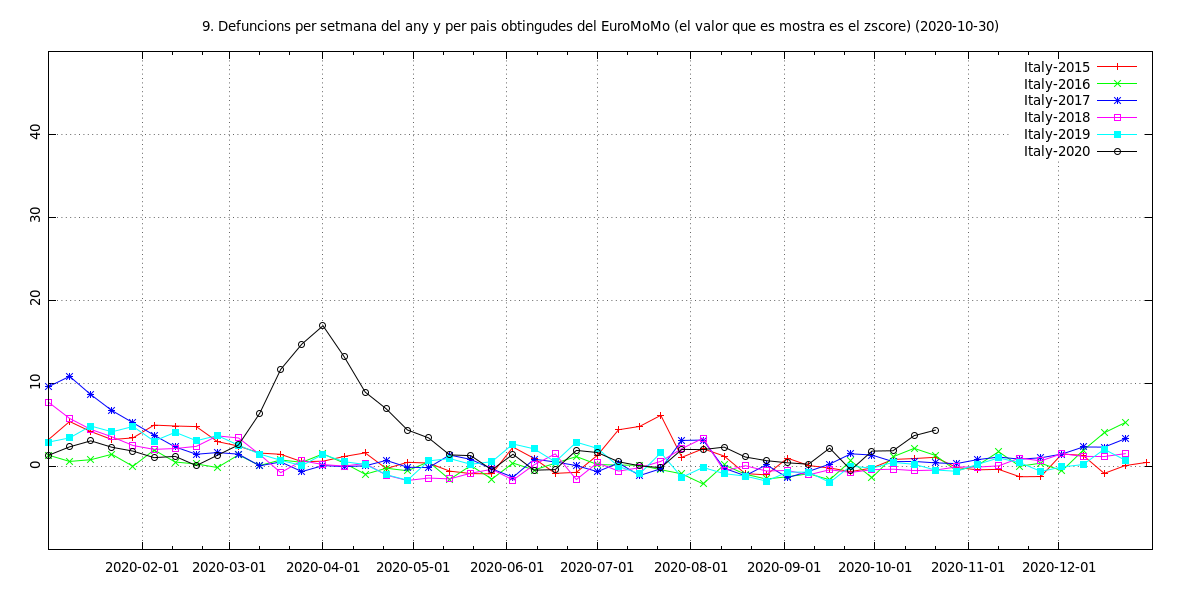 9. Defuncions per setmana del any y per pais obtingudes del EuroMoMo (el valor que es mostra es el zscore) (2020-10-30)
Italy-2015
Italy-2016
Italy-2017
Italy-2018
Italy-2019
Italy-2020
40
30
20
10
0
2020-02-01 2020-03-01 2020-04-01 2020-05-01 2020-06-01 2020-07-01 2020-08-01 2020-09-01 2020-10-01 2020-11-01 2020-12-01